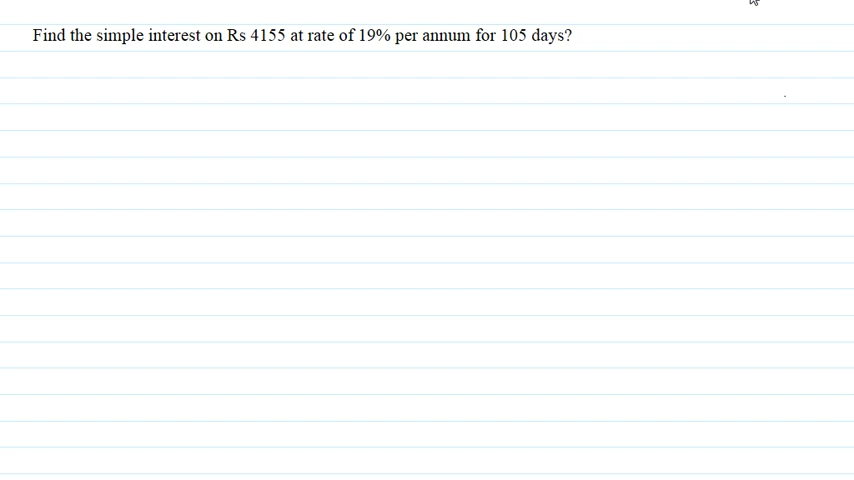 Find the simple interest on Rs 4155 at rate of 19% per annum for 105 days?